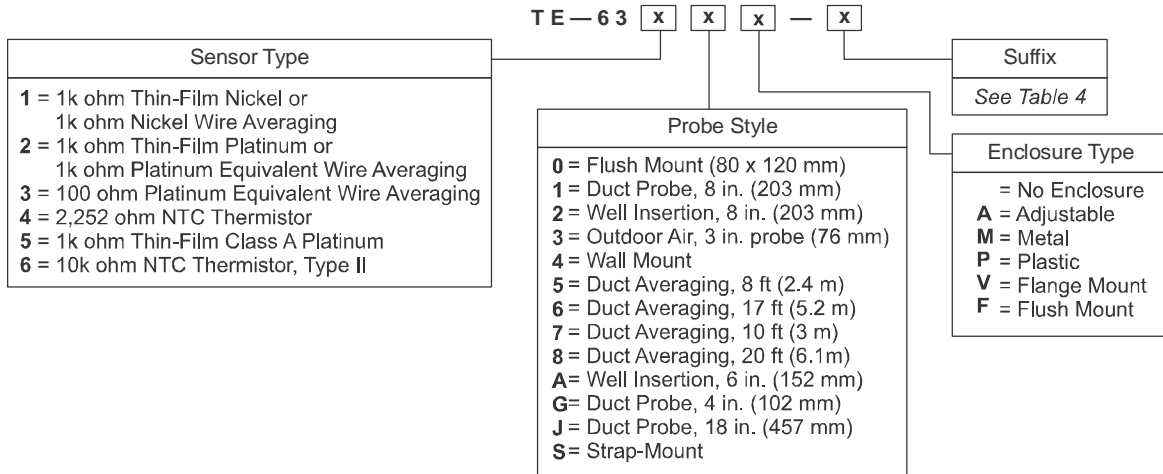 TE—63 x x x — x
Sensor Type
1 = 1k ohm Thin-Film Nickel or
1k ohm Nickel Wire Averaging
2 = 1k ohm Thin-Film Platinum or
1k ohm Platinum Equivalent Wire Averaging
3 = 100 ohm Platinum Equivalent Wire Averaging
4 = 2,252 ohm NTC Thermistor
5 = 1k ohm Thin-Film Class A Platinum
6 = 10k ohm NTC Thermistor, Type II
Probe Style
0 = Flush Mount (80 x 120 mm)
1 = Duct Probe, 8 in. (203 mm)
2 = Well Insertion, 8 in. (203 mm)
3 = Outdoor Air, 3 in. probe (76 mm)
4 = Wall Mount
5 = Duct Averaging, 8 ft (2.4 m)
6 = Duct Averaging, 17 ft (5.2 m)
7 = Duct Averaging, 10 ft (3 m)
8 = Duct Averaging, 20 ft (6.1m)
A= Well Insertion, 6 in. (152 mm)
G= Duct Probe, 4 in. (102 mm)
J= Duct Probe, 18 in. (457 mm)
S= Strap-Mount
Suffix
See Table 4
Enclosure Type
= No Enclosure
A = Adjustable
M = Metal
P = Plastic
V = Flange Mount
F = Flush Mount